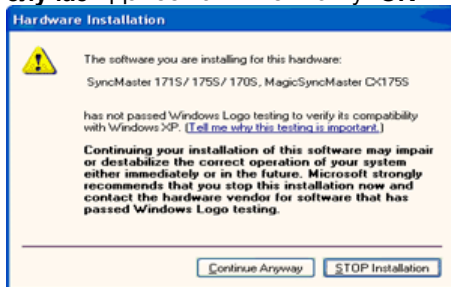 Hardware Installation
The software you are installing for this hardware:
SyncMaster 171S/ 175S/ 170S, MagicSyncMaster CX175S
has not passed Windows Logo testing to verify its compatibility
with Windows XP. (Tell me why this testing is important.)
Continuing your installation of this software may impair
or destabilize the correct operation of your system
either immediately or in the future. Microsoft strongly
recommends that you stop this installation now and
contact the hardware vendor for software that has
passed Windows Logo testing.
Continue Anyway
STOP Installation